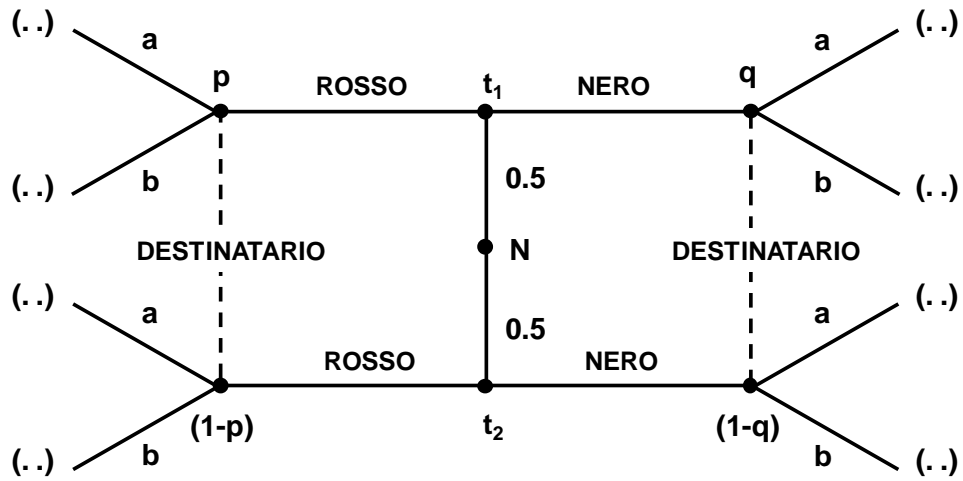 (. .) a a (. .)
p ROSSO t1 NERO q
(. .) b 0.5 b (. .)
DESTINATARIO N DESTINATARIO
(. .) a 0.5 a (. .)
ROSSO NERO
(1-p) t2 (1-q)
(. .) b b (. .)